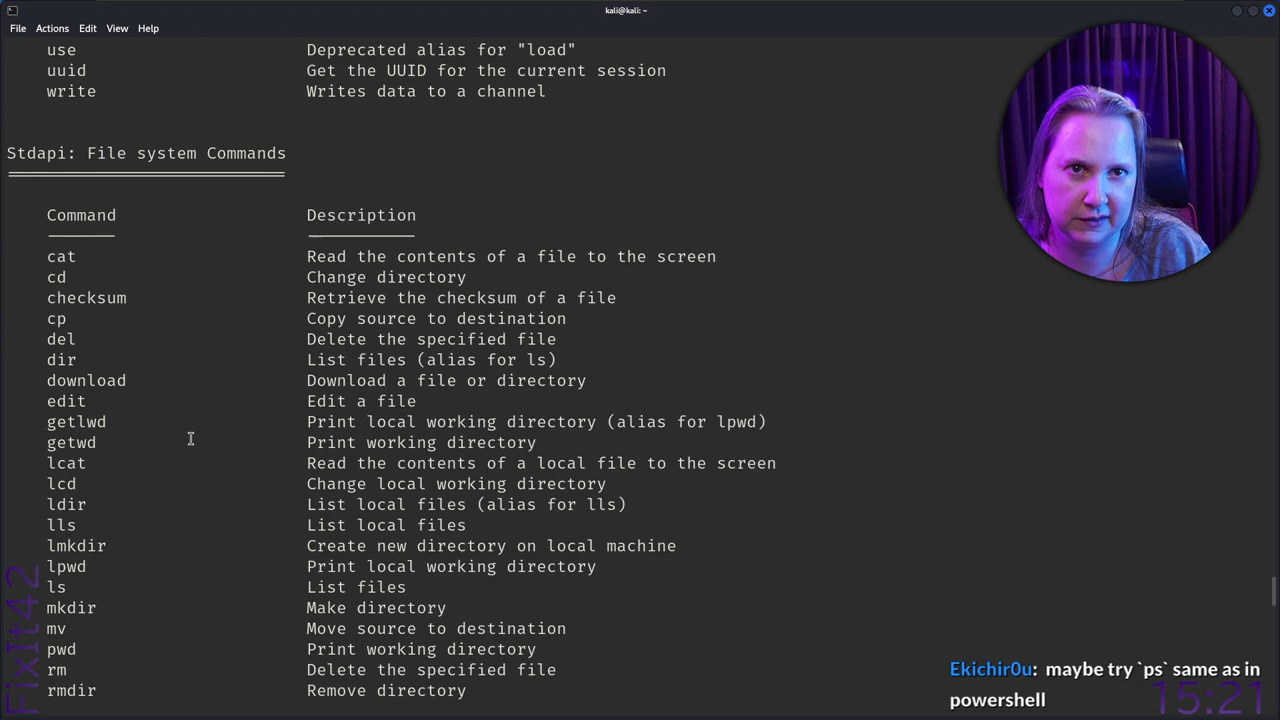 kali@kali: ~
File Actions Edit View Help
use Deprecated alias for "load"
uuid Get the UUID for the current session
write Writes data to a channel
Stdapi: File system Commands
Command Description
cat Read the contents of a file to the screen
cd Change directory
checksum Retrieve the checksum of a file
cp Copy source to destination
del Delete the specified file
dir List files (alias for ls)
download Download a file or directory
edit Edit a file
getlwd Print local working directory (alias for lpwd)
getwd Print working directory
lcat Read the contents of a local file to the screen
lcd Change local working directory
ldir List local files (alias for lls)
lls List local files
lmkdir Create new directory on local machine
lpwd Print local working directory
ls List files
mkdir Make directory
mv Move source to destination
pwd Print working directory
rm Delete the specified file
rmdir Remove directory
FixIt42
Ekichir0u: maybe try `ps` same as in
powershell
15:21